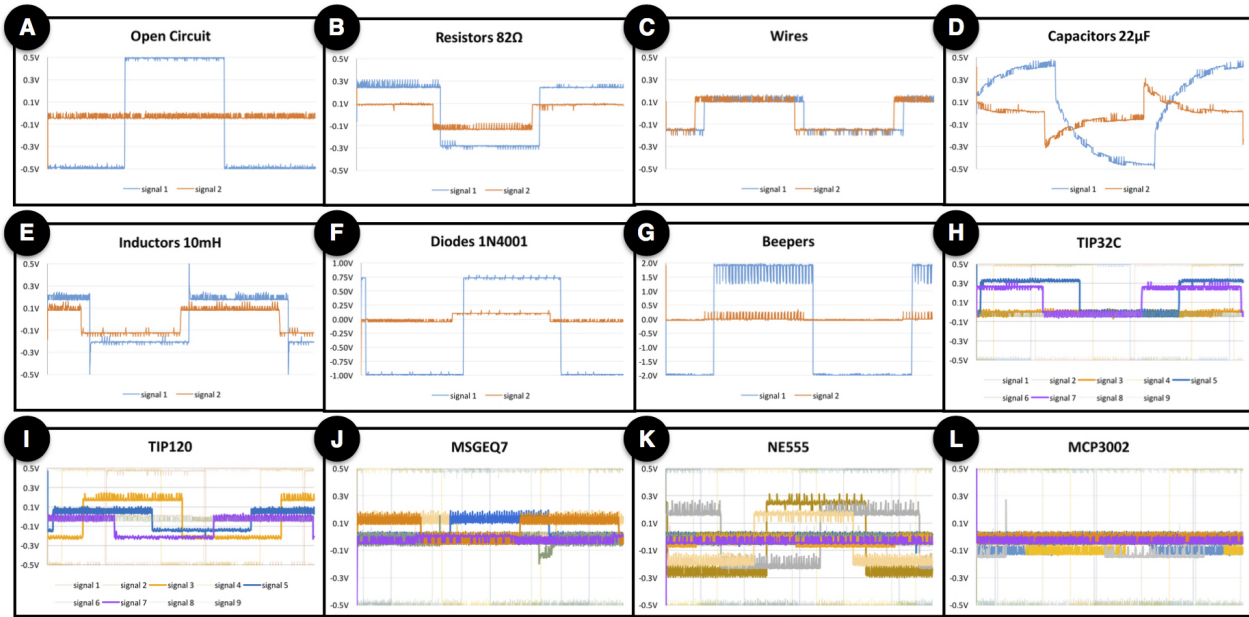 A
Open Circuit
0.5V
0.3V
0.1V
-0.1V
-0.3V
-0.5V
signal 1 signal 2
B
Resistors 82Ω
0.5V
0.3V
0.1V
-0.1V
-0.3V
-0.5V
signal 1 signal 2
C
Wires
0.5V
0.3V
0.1V
-0.1V
-0.3V
-0.5V
signal 1 signal 2
D
Capacitors 22µF
0.5V
0.3V
0.1V
-0.1V
-0.3V
-0.5V
signal 1 signal 2
E
Inductors 10mH
0.5V
0.3V
0.1V
-0.1V
-0.3V
-0.5V
signal 1 signal 2
F
Diodes 1N4001
1.00V
0.75V
0.50V
0.25V
0.00V
-0.25V
-0.50V
-0.75V
-1.00V
signal 1 signal 2
G
Beepers
2.0V
1.5V
1.0V
0.5V
0.0V
-0.5V
-1.0V
-1.5V
-2.0V
signal 1 signal 2
H
TIP32C
0.5V
0.3V
0.1V
-0.1V
-0.3V
-0.5V
signal 1 signal 2 signal 3 signal 4 signal 5
signal 6 signal 7 signal 8 signal 9
I
TIP120
0.5V
0.3V
0.1V
-0.1V
-0.3V
-0.5V
signal 1 signal 2 signal 3 signal 4 signal 5
signal 6 signal 7 signal 8 signal 9
J
MSGEQ7
0.5V
0.3V
0.1V
-0.1V
-0.3V
-0.5V
K
NE555
0.5V
0.3V
0.1V
-0.1V
-0.3V
-0.5V
L
MCP3002
0.5V
0.3V
0.1V
-0.1V
-0.3V
-0.5V